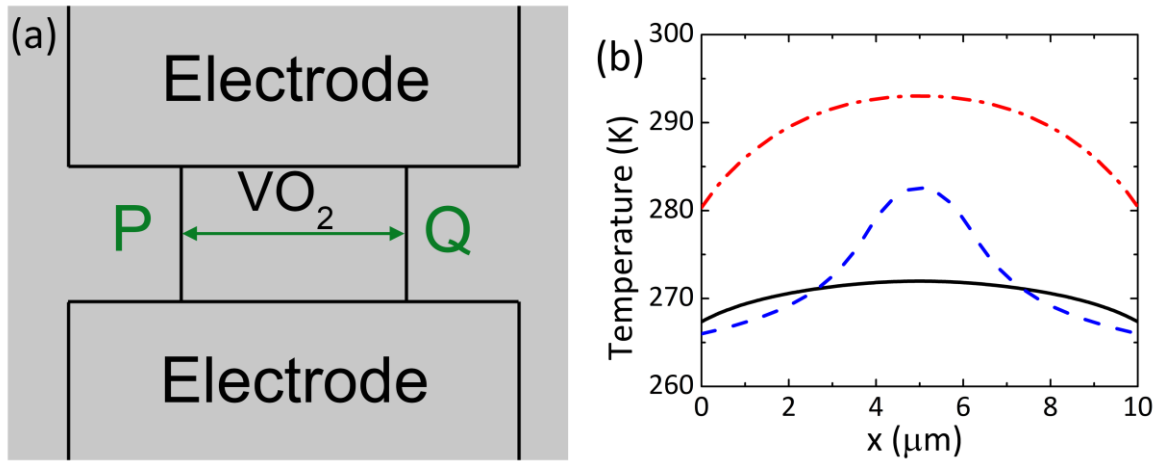 (a)
Electrode
VO₂
P Q
Electrode
(b)
300
290
280
270
260
Temperature (K)
0 2 4 6 8 10
x (μm)